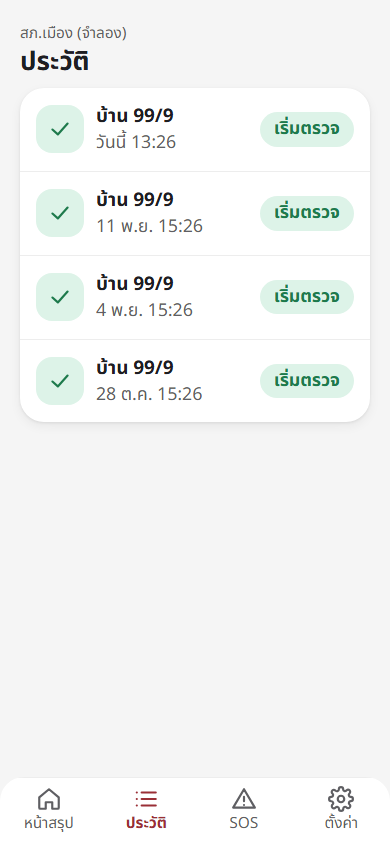 สภ.เมือง (จำลอง)
ประวัติ
บ้าน 99/9
วันนี้ 13:26
เริ่มตรวจ
บ้าน 99/9
11 พ.ย. 15:26
เริ่มตรวจ
บ้าน 99/9
4 พ.ย. 15:26
เริ่มตรวจ
บ้าน 99/9
28 ต.ค. 15:26
เริ่มตรวจ
หน้าสรุป
ประวัติ
SOS
ตั้งค่า